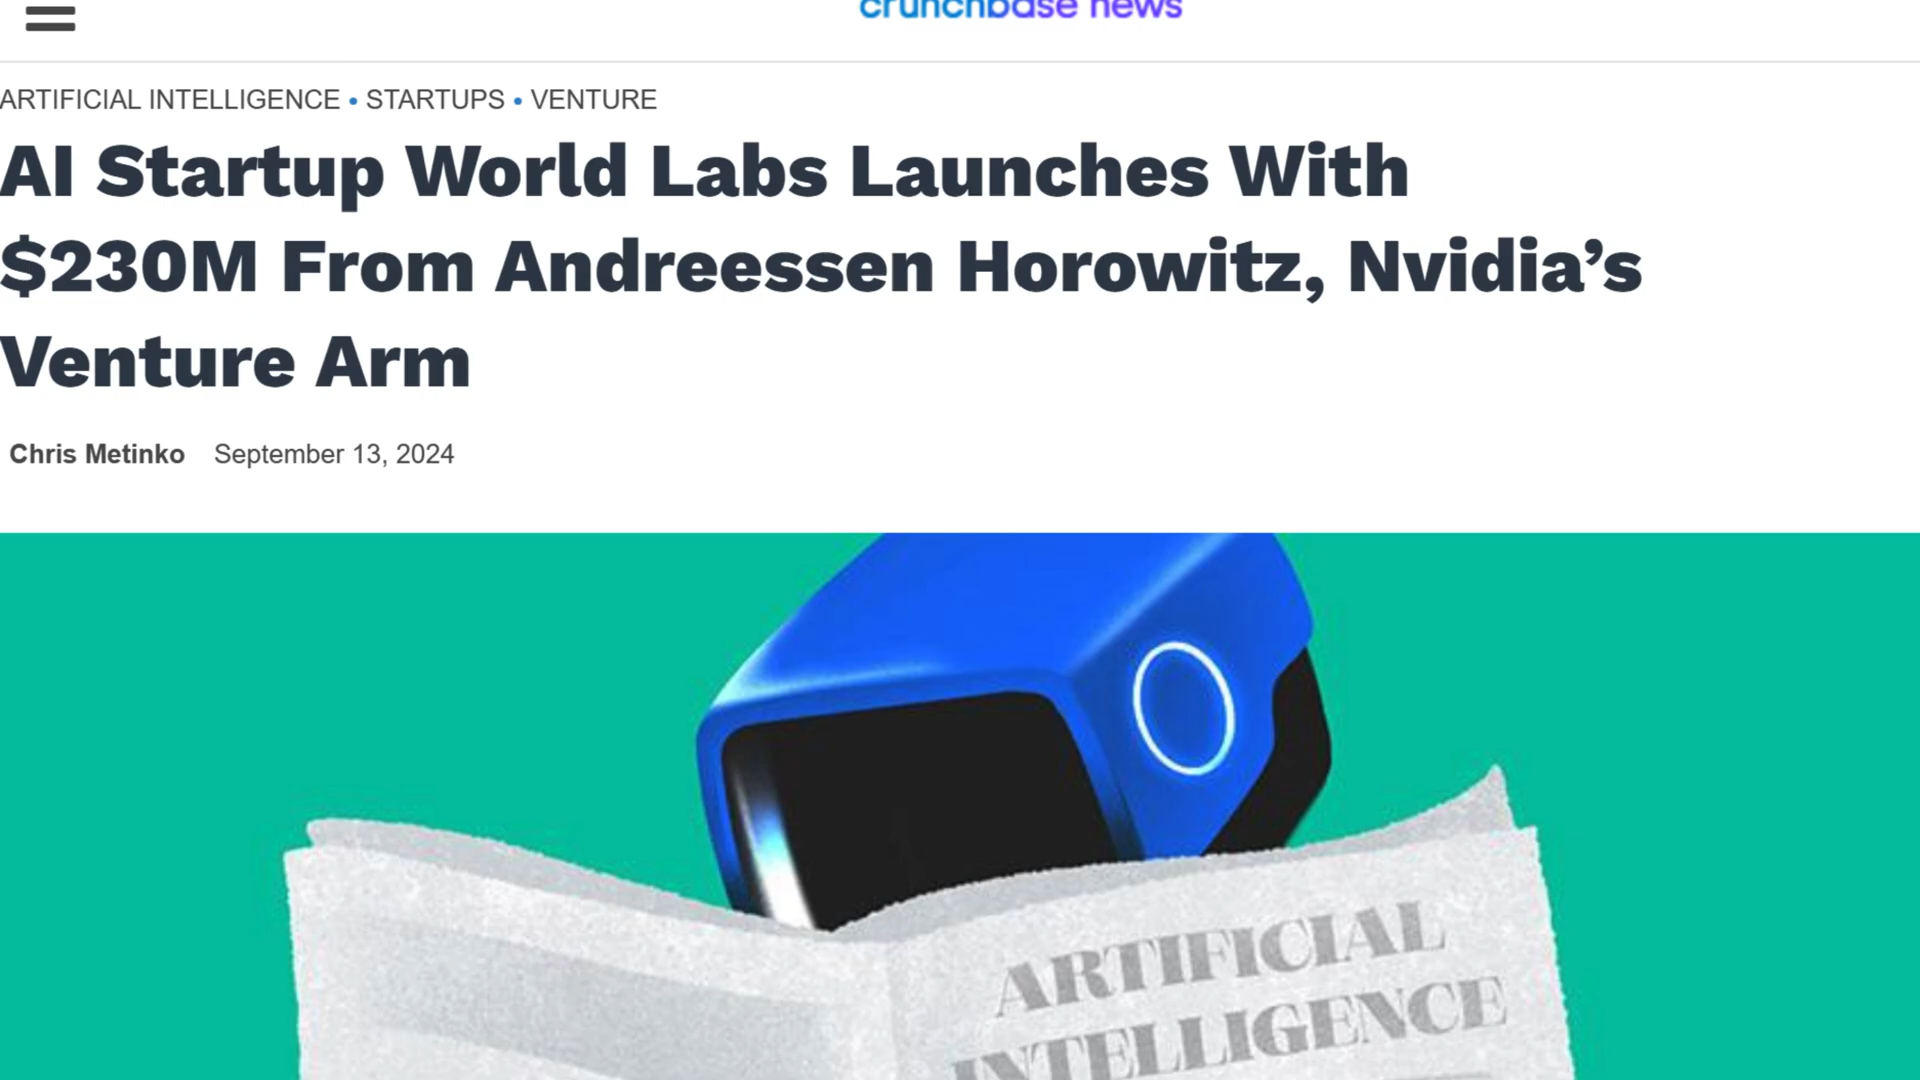 crunchbase news
ARTIFICIAL INTELLIGENCE • STARTUPS • VENTURE
AI Startup World Labs Launches With
$230M From Andreessen Horowitz, Nvidia’s
Venture Arm
Chris Metinko September 13, 2024
ARTIFICIAL
INTELLIGENCE